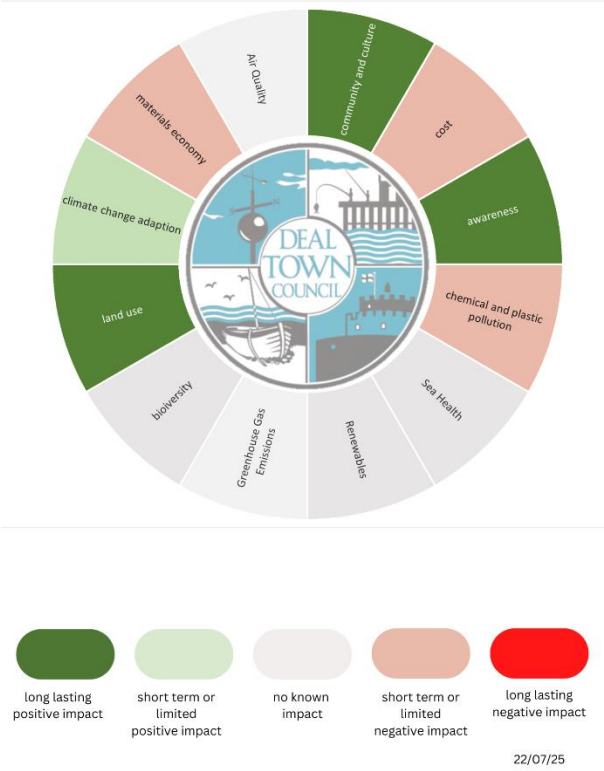 Air Quality
community and culture
cost
awareness
chemical and plastic
pollution
Sea Health
Renewables
Greenhouse Gas
Emissions
bioiversity
land use
climate change adaption
materials economy
DEAL
TOWN
COUNCIL
long lasting
positive impact
short term or
limited
positive impact
no known
impact
short term or
limited
negative impact
long lasting
negative impact
22/07/25